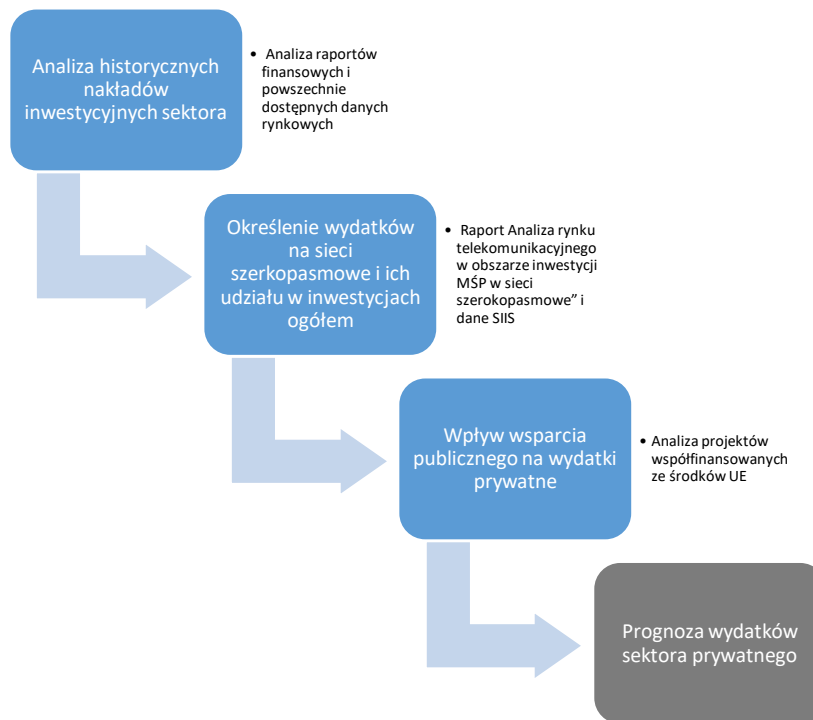 Analiza historycznych
nakładów
inwestycyjnych sektora
• Analiza raportów
finansowych i
powszechnie
dostępnych danych
rynkowych
Określenie wydatków
na sieci
szerkopasmowe i ich
udziału w inwestycjach
ogółem
• Raport Analiza rynku
telekomunikacyjnego
w obszarze inwestycji
MŚP w sieci
szerokopasmowe” i
dane SIIS
Wpływ wsparcia
publicznego na wydatki
prywatne
• Analiza projektów
współfinansowanych
ze środków UE
Prognoza wydatków
sektora prywatnego